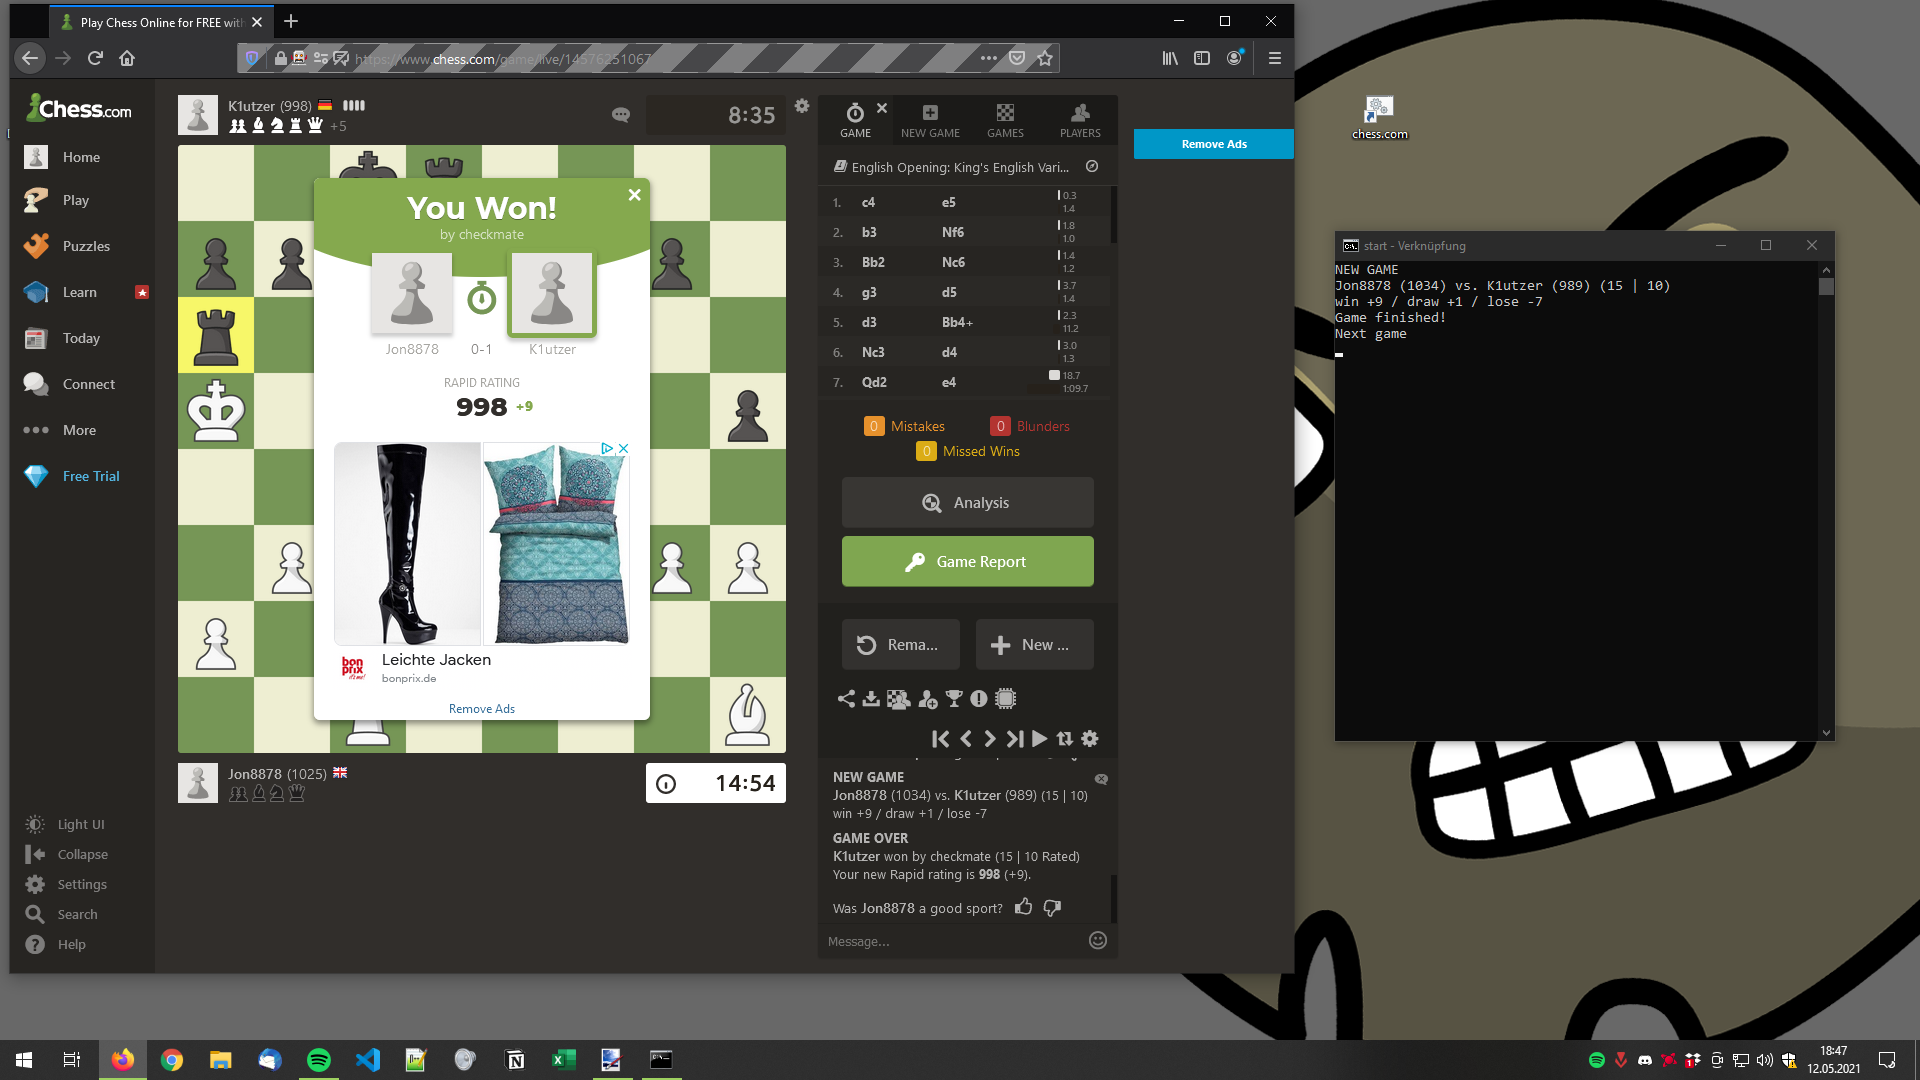 Play Chess Online for FREE with
https://www.chess.com/game/live/14576251067
Chess.com
Home
Play
Puzzles
Learn
Today
Connect
More
Free Trial
Light UI
Collapse
Settings
Search
Help
K1utzer (998)
+5
8:35
You Won!
by checkmate
Jon8878
0-1
K1utzer
RAPID RATING
998 +9
bon prix
it's me!
Leichte Jacken
bonprix.de
Remove Ads
Jon8878 (1025)
14:54
GAME
NEW GAME
GAMES
PLAYERS
English Opening: King's English Vari...
1. c4 e5 0.3 1.4
2. b3 Nf6 1.8 1.0
3. Bb2 Nc6 1.4 1.2
4. g3 d5 3.7 1.4
5. d3 Bb4+ 2.3 11.2
6. Nc3 d4 3.0 1.3
7. Qd2 e4 18.7 1:09.7
0 Mistakes
0 Blunders
0 Missed Wins
Analysis
Game Report
Rema...
New ...
NEW GAME
Jon8878 (1034) vs. K1utzer (989) (15 | 10)
win +9 / draw +1 / lose -7
GAME OVER
K1utzer won by checkmate (15 | 10 Rated)
Your new Rapid rating is 998 (+9).
Was Jon8878 a good sport?
Message...
Remove Ads
chess.com
start - Verknüpfung
NEW GAME
Jon8878 (1034) vs. K1utzer (989) (15 | 10)
win +9 / draw +1 / lose -7
Game finished!
Next game
18:47
12.05.2021